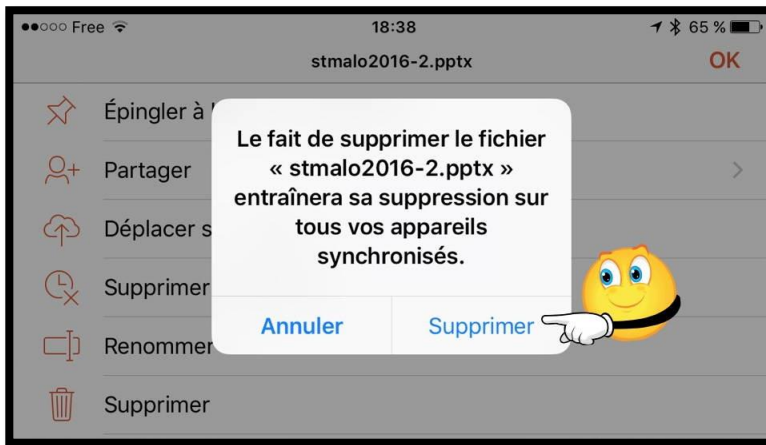 Free 18:38 65 %
stmalo2016-2.pptx OK
Épingler à l'
Partager
Déplacer s
Supprimer
Renommer
Supprimer
Le fait de supprimer le fichier
« stmalo2016-2.pptx »
entraînera sa suppression sur
tous vos appareils
synchronisés.
Annuler Supprimer